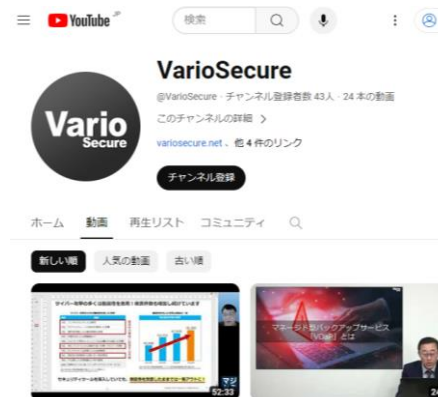 YouTube JP
検索
Vario
Secure
VarioSecure
@VarioSecure · チャンネル登録者数 43人 · 24 本の動画
このチャンネルの詳細
variosecure.net 、他 4 件のリンク
チャンネル登録
ホーム 動画 再生リスト コミュニティ
新しい順 人気の動画 古い順
マネージド型バックアップサービス
とは
マジ
52:33